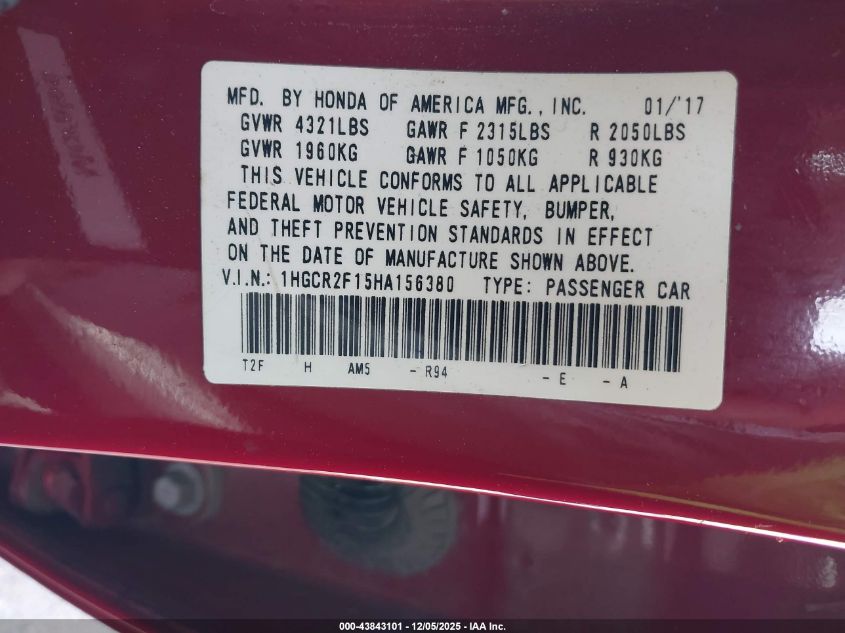 MFD. BY HONDA OF AMERICA MFG., INC. 01/'17
GVWR 4321LBS GAWR F 2315LBS R 2050LBS
GVWR 1960KG GAWR F 1050KG R 930KG
THIS VEHICLE CONFORMS TO ALL APPLICABLE
FEDERAL MOTOR VEHICLE SAFETY, BUMPER,
AND THEFT PREVENTION STANDARDS IN EFFECT
ON THE DATE OF MANUFACTURE SHOWN ABOVE.
V.I.N.: 1HGCR2F15HA156380 TYPE: PASSENGER CAR
T2F H AM5 - R94 - E - A
000-43843101 - 12/05/2025 - IAA Inc.